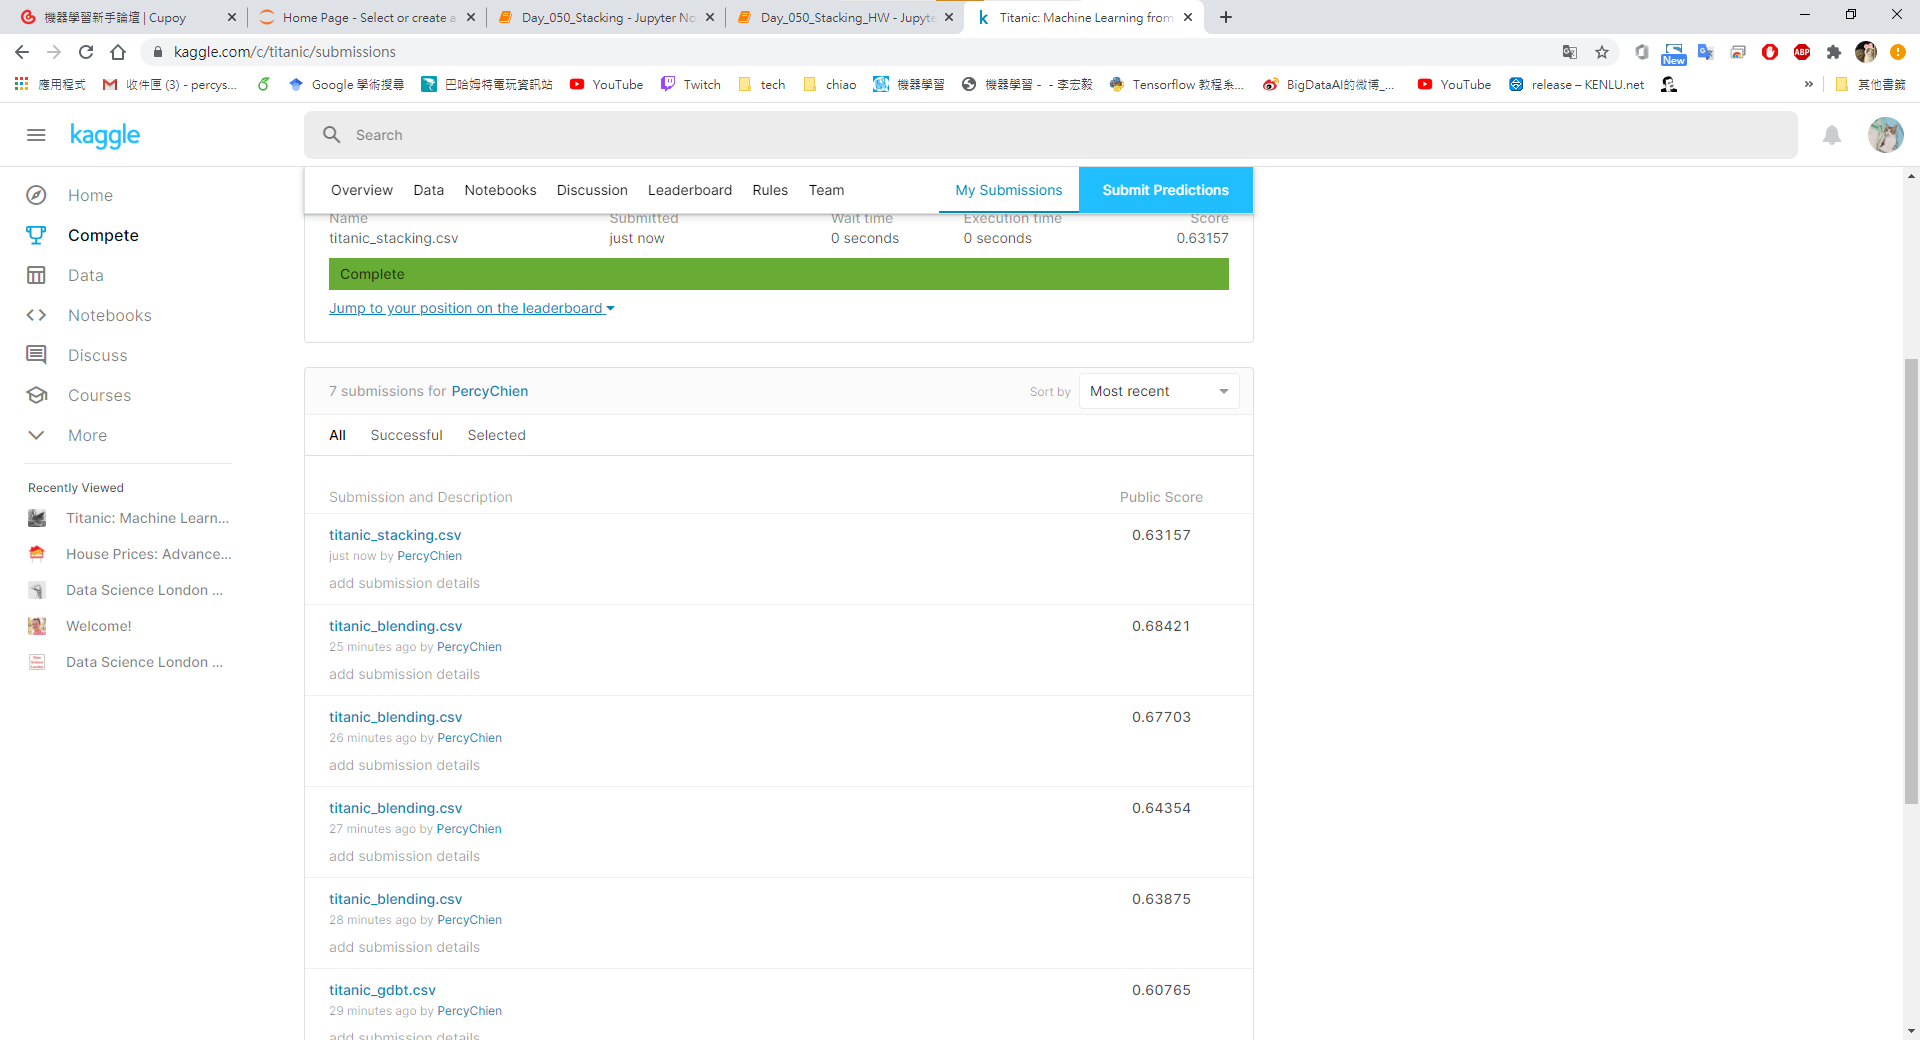 機器學習新手論壇 | Cupoy
Home Page - Select or create a
Day_050_Stacking - Jupyter No
Day_050_Stacking_HW - Jupyte
Titanic: Machine Learning from
kaggle.com/c/titanic/submissions
New
ABP
應用程式
收件匣 (3) - percys...
Google 學術搜尋
巴哈姆特電玩資訊站
YouTube
Twitch
tech
chiao
機器學習
機器學習 - - 李宏毅
Tensorflow 教程系...
BigDataAI的微博_...
YouTube
release – KENLU.net
其他書籤
kaggle
Search
Home
Compete
Data
Notebooks
Discuss
Courses
More
Recently Viewed
Titanic: Machine Learn...
House Prices: Advance...
Data Science London ...
Welcome!
Data Science London ...
Overview Data Notebooks Discussion Leaderboard Rules Team My Submissions Submit Predictions
Name Submitted Wait time Execution time Score
titanic_stacking.csv just now 0 seconds 0 seconds 0.63157
Complete
Jump to your position on the leaderboard
7 submissions for PercyChien Sort by Most recent
All Successful Selected
Submission and Description Public Score
titanic_stacking.csv 0.63157
just now by PercyChien
add submission details
titanic_blending.csv 0.68421
25 minutes ago by PercyChien
add submission details
titanic_blending.csv 0.67703
26 minutes ago by PercyChien
add submission details
titanic_blending.csv 0.64354
27 minutes ago by PercyChien
add submission details
titanic_blending.csv 0.63875
28 minutes ago by PercyChien
add submission details
titanic_gdbt.csv 0.60765
29 minutes ago by PercyChien
add submission details